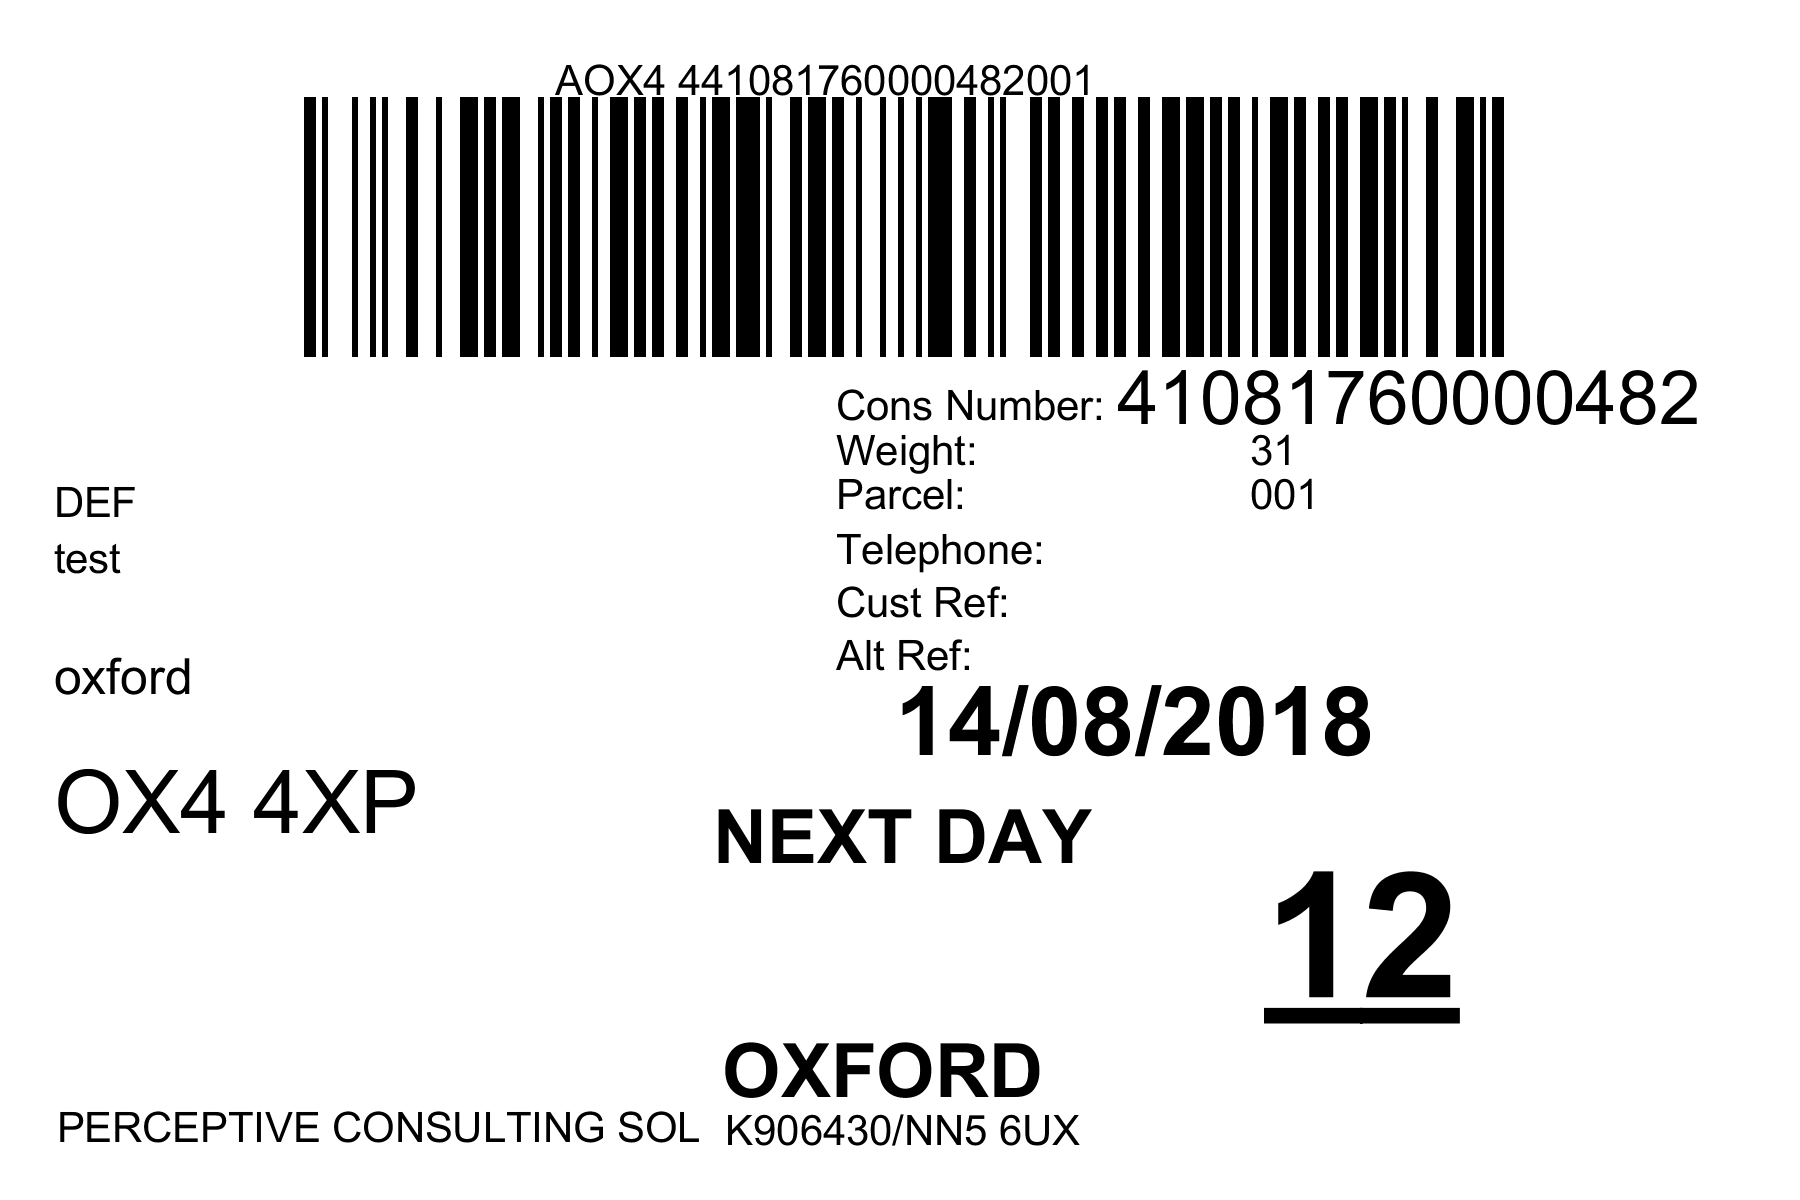 AOX4 441081760000482001
Cons Number: 41081760000482
Weight: 31
Parcel: 001
Telephone:
Cust Ref:
Alt Ref:
DEF
test
oxford
OX4 4XP
14/08/2018
NEXT DAY
12
OXFORD
PERCEPTIVE CONSULTING SOL K906430/NN5 6UX